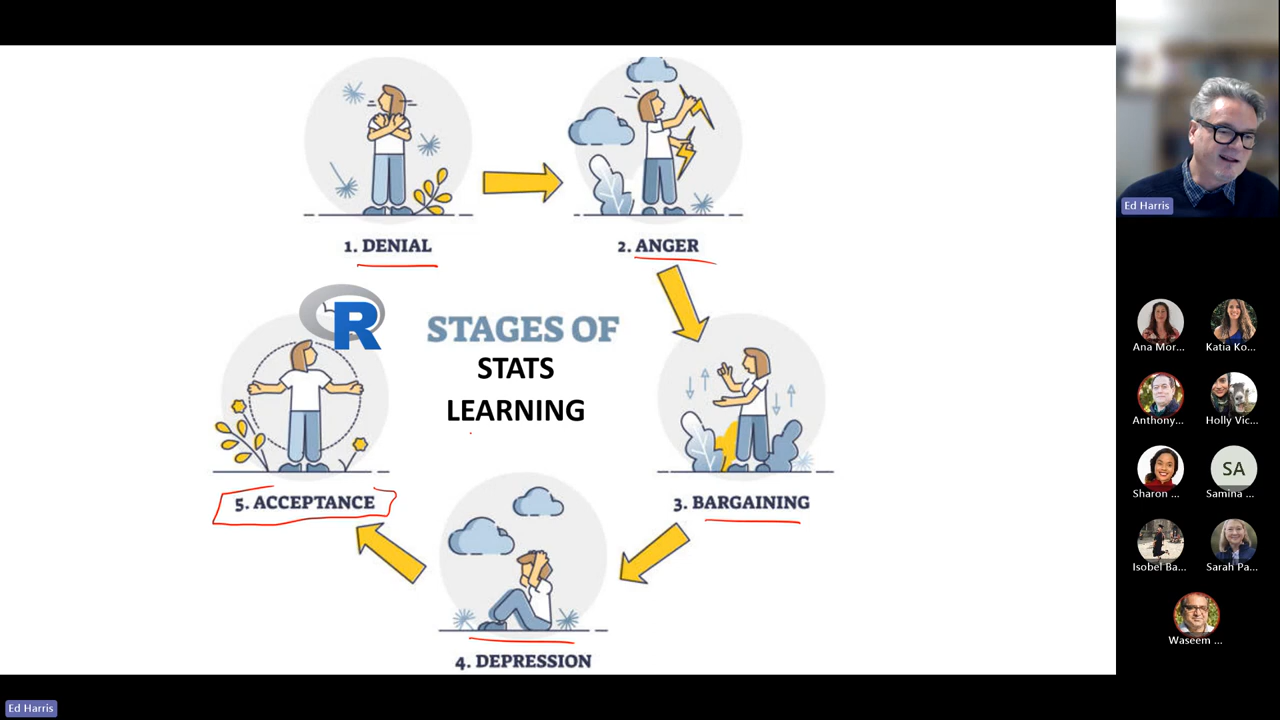 1. DENIAL
2. ANGER
R
STAGES OF
STATS
LEARNING
5. ACCEPTANCE
3. BARGAINING
4. DEPRESSION
Ed Harris
Ana Mor...
Katia Ko...
Anthony...
Holly Vic...
Sharon ...
SA
Samina ...
Isobel Ba...
Sarah Pa...
Waseem ...
Ed Harris